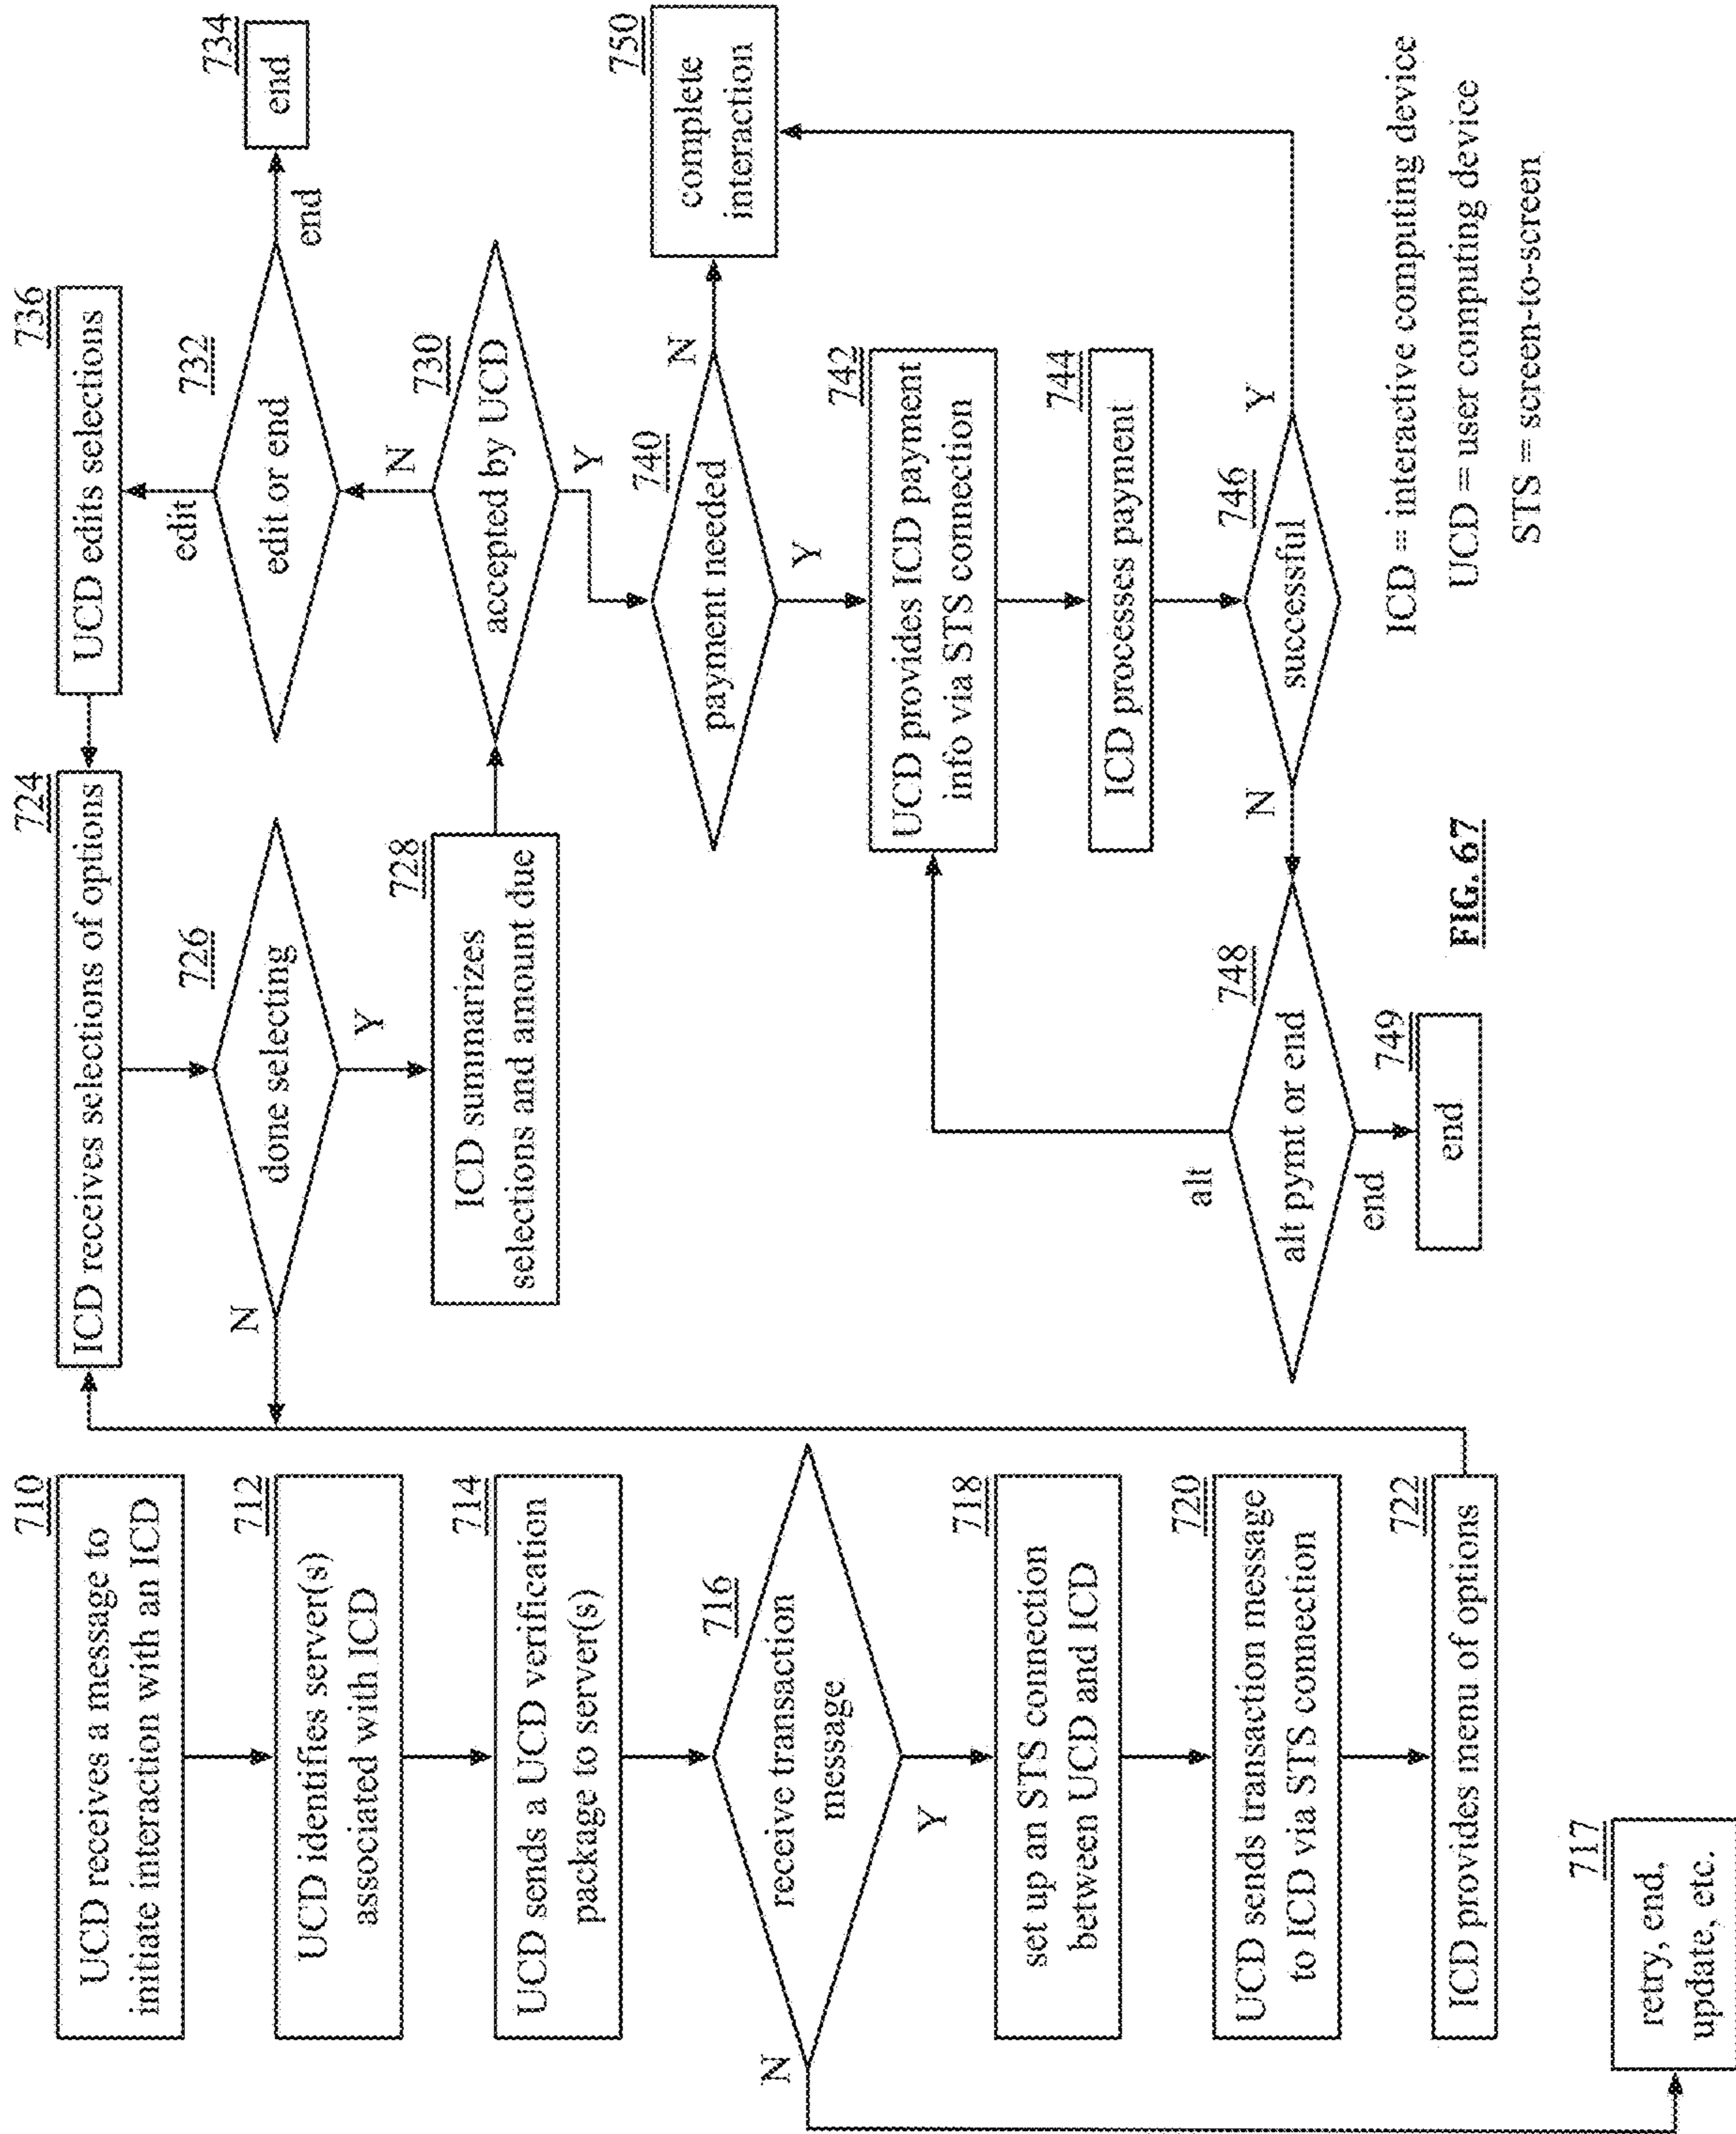 710
UCD receives a message to
initiate interaction with an ICD
712
UCD identifies server(s)
associated with ICD
714
UCD sends a UCD verification
package to server(s)
716
receive transaction
message
N
Y
718
set up an STS connection
between UCD and ICD
720
UCD sends transaction message
to ICD via STS connection
722
ICD provides menu of options
717
retry, end,
update, etc.
724
ICD receives selections of options
726
done selecting
N
Y
728
ICD summarizes
selections and amount due
736
UCD edits selections
edit
732
edit or end
end
734
end
N
730
accepted by UCD
Y
740
payment needed
N
Y
750
complete
interaction
742
UCD provides ICD payment
info via STS connection
744
ICD processes payment
746
successful
N
Y
748
alt pymt or end
alt
end
749
end
ICD = interactive computing device
UCD = user computing device
STS = screen-to-screen
FIG. 67